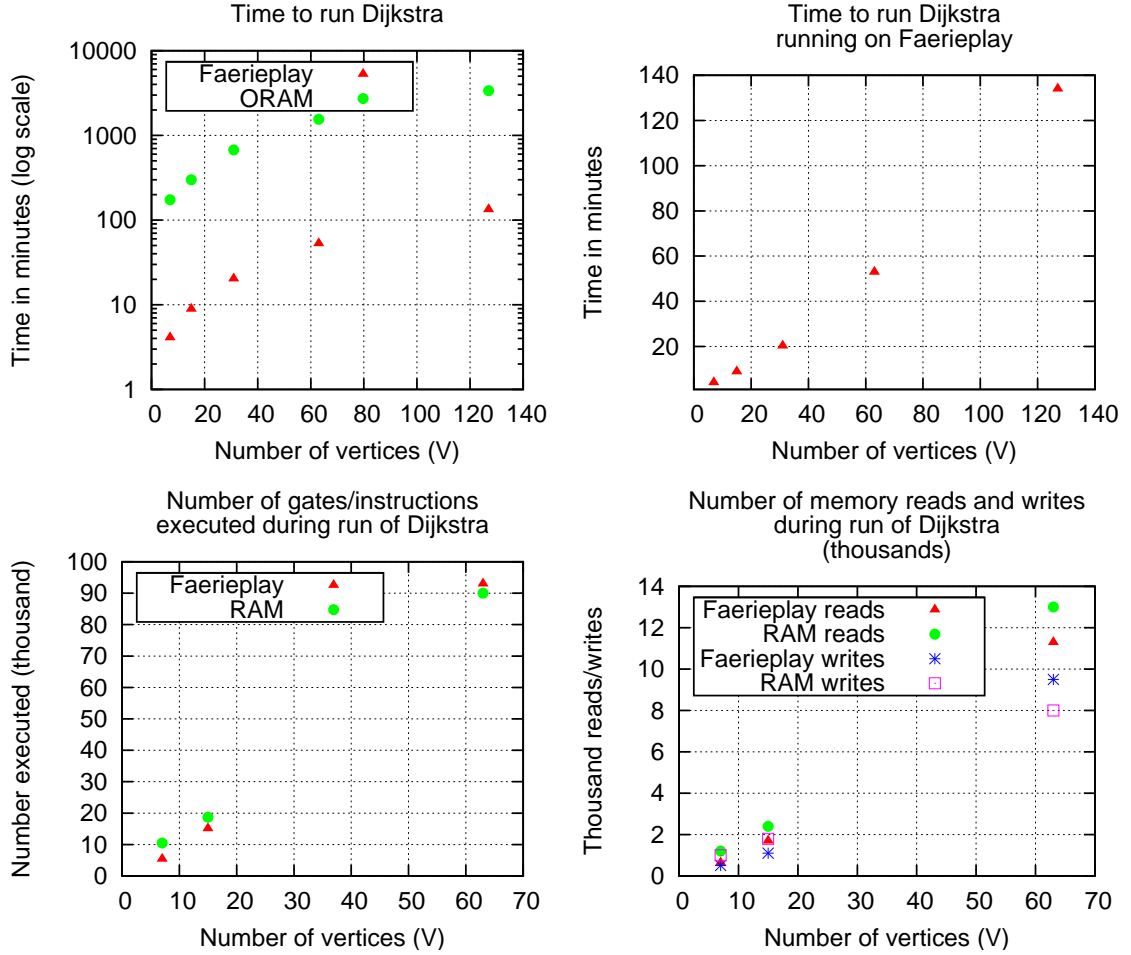 Time to run Dijkstra
10000
1000
100
10
1
Time in minutes (log scale)
Faerieplay
ORAM
0 20 40 60 80 100 120 140
Number of vertices (V)
Time to run Dijkstra
running on Faerieplay
140
120
100
80
60
40
20
Time in minutes
0 20 40 60 80 100 120 140
Number of vertices (V)
Number of gates/instructions
executed during run of Dijkstra
100
90
80
70
60
50
40
30
20
10
0
Number executed (thousand)
Faerieplay
RAM
0 10 20 30 40 50 60 70
Number of vertices (V)
Number of memory reads and writes
during run of Dijkstra
(thousands)
14
12
10
8
6
4
2
0
Thousand reads/writes
Faerieplay reads
RAM reads
Faerieplay writes
RAM writes
0 10 20 30 40 50 60 70
Number of vertices (V)